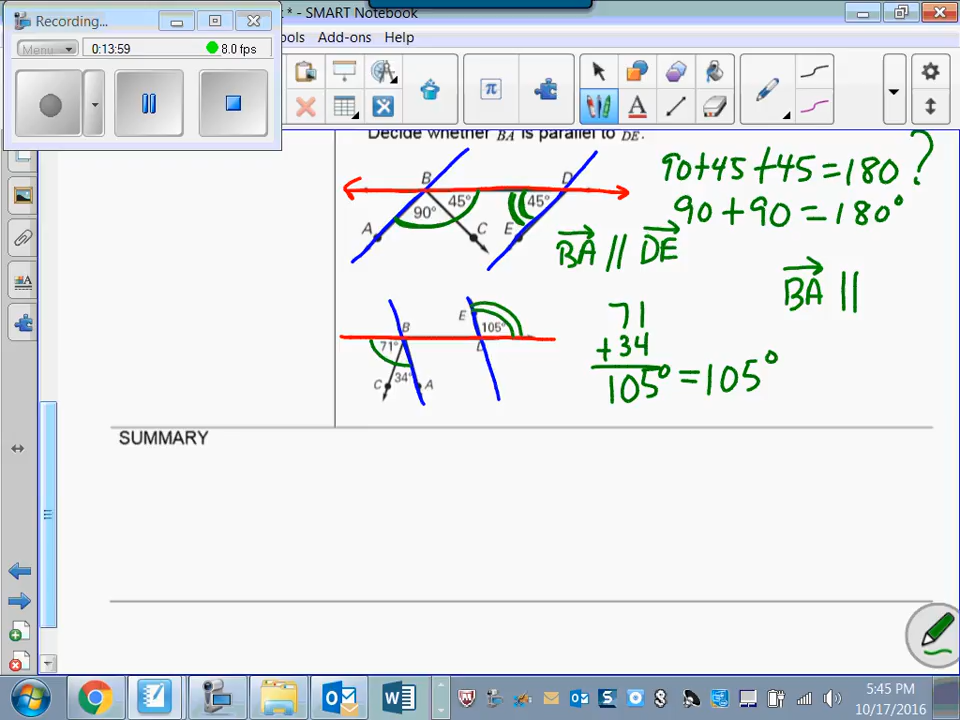 Recording...
* - SMART Notebook
Menu
0:13:59
8.0 fps
ools Add-ons Help
Decide whether BA is parallel to DE.
90+45+45=180?
90+90=180°
BA // DE
B
D
45°
45°
90°
A
C
E
BA ||
71
+34
105°=105°
E
B
105°
D
71°
34°
C
A
SUMMARY
5:45 PM
10/17/2016